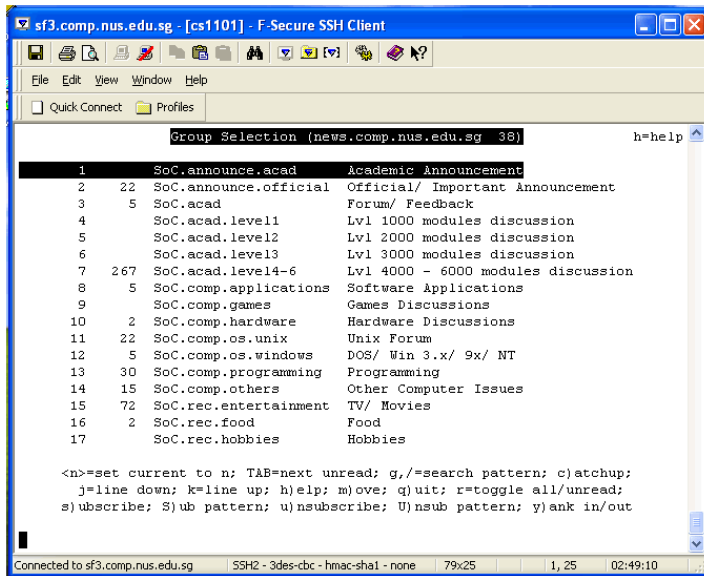 sf3.comp.nus.edu.sg - [cs1101] - F-Secure SSH Client
File Edit View Window Help
Quick Connect Profiles
Group Selection (news.comp.nus.edu.sg 38) h=help
1 SoC.announce.acad Academic Announcement
2 22 SoC.announce.official Official/ Important Announcement
3 5 SoC.acad Forum/ Feedback
4 SoC.acad.level1 Lvl 1000 modules discussion
5 SoC.acad.level2 Lvl 2000 modules discussion
6 SoC.acad.level3 Lvl 3000 modules discussion
7 267 SoC.acad.level4-6 Lvl 4000 - 6000 modules discussion
8 5 SoC.comp.applications Software Applications
9 SoC.comp.games Games Discussions
10 2 SoC.comp.hardware Hardware Discussions
11 22 SoC.comp.os.unix Unix Forum
12 5 SoC.comp.os.windows DOS/ Win 3.x/ 9x/ NT
13 30 SoC.comp.programming Programming
14 15 SoC.comp.others Other Computer Issues
15 72 SoC.rec.entertainment TV/ Movies
16 2 SoC.rec.food Food
17 SoC.rec.hobbies Hobbies
<n>=set current to n; TAB=next unread; g,/=search pattern; c)atchup;
j=line down; k=line up; h)elp; m)ove; q)uit; r=toggle all/unread;
s)ubscribe; S)ub pattern; u)nsubscribe; U)nsub pattern; y)ank in/out
Connected to sf3.comp.nus.edu.sg SSH2 - 3des-cbc - hmac-sha1 - none 79x25 1, 25 02:49:10